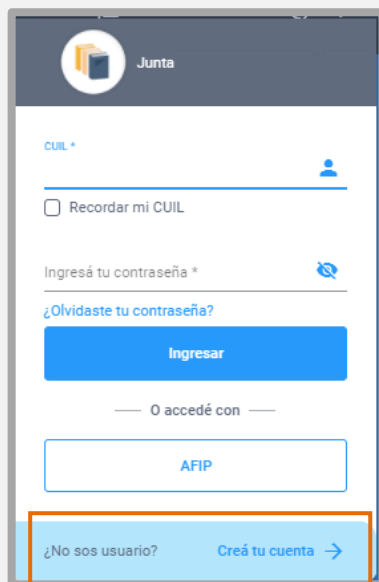 Junta
CUIL *
Recordar mi CUIL
Ingresá tu contraseña *
¿Olvidaste tu contraseña?
Ingresar
O accedé con
AFIP
¿No sos usuario? Creá tu cuenta →